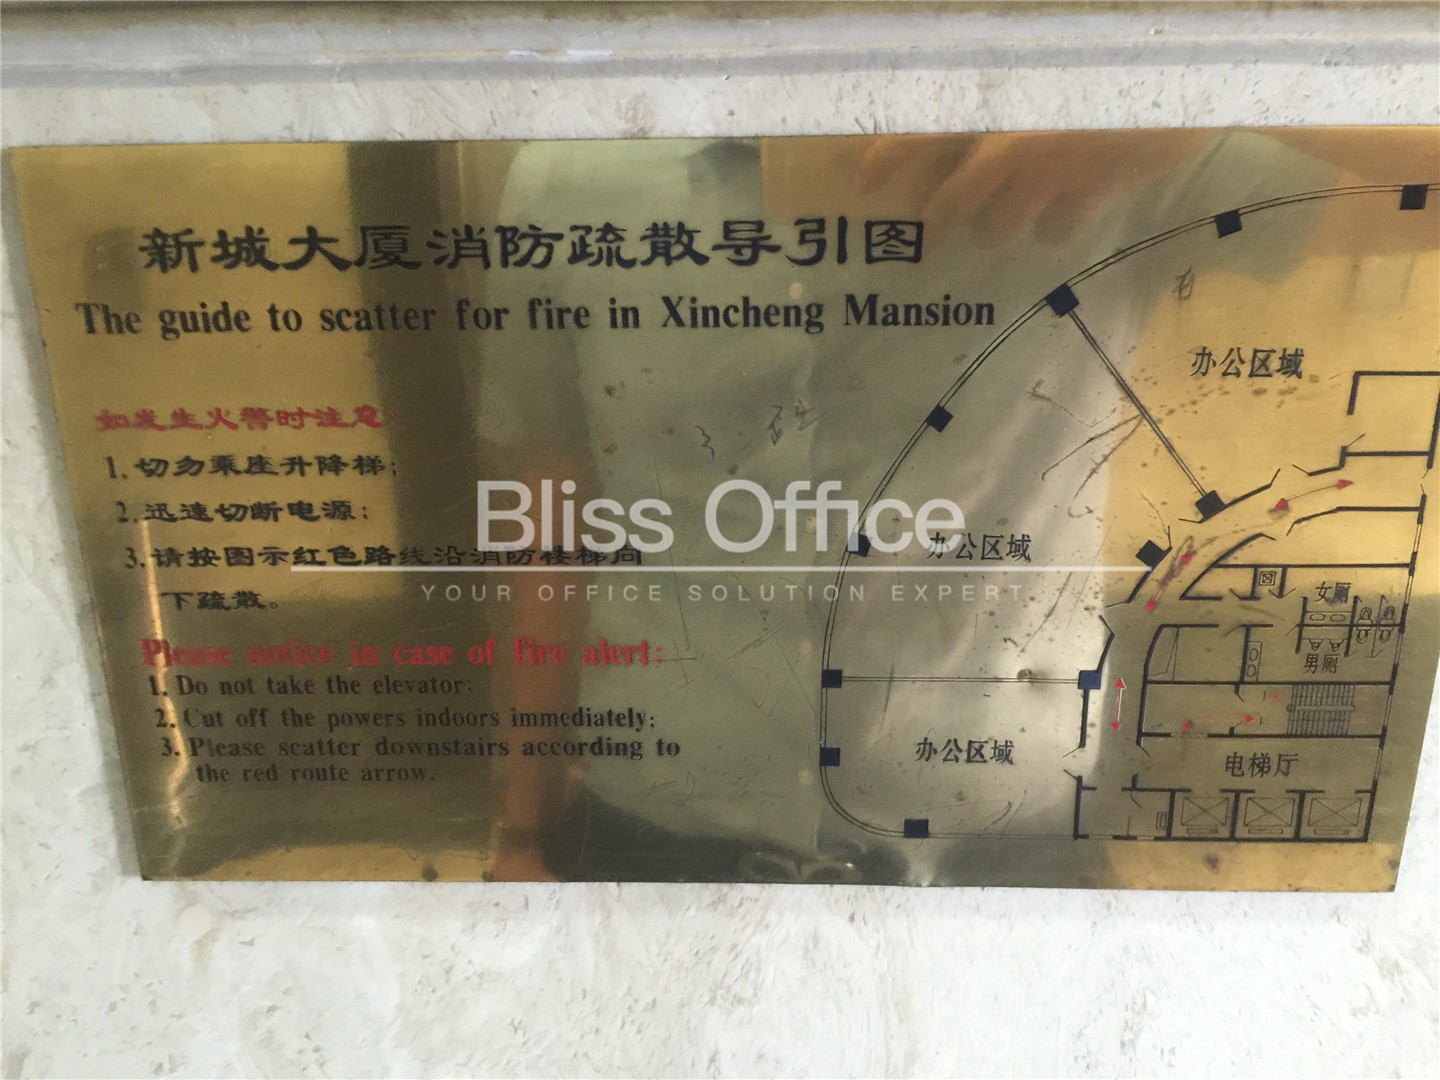 新城大厦消防疏散导引图
The guide to scatter for fire in Xincheng Mansion
如发生火警时注意:
1.切勿乘座升降梯;
2.迅速切断电源;
3.请按图示红色路线沿消防楼梯向
下疏散。
Please notice in case of fire alert:
1. Do not take the elevator;
2. Cut off the powers indoors immediately;
3. Please scatter downstairs according to
the red route arrow.
办公区域
办公区域
办公区域
女厕
男厕
电梯厅
Bliss Office
YOUR OFFICE SOLUTION EXPERT